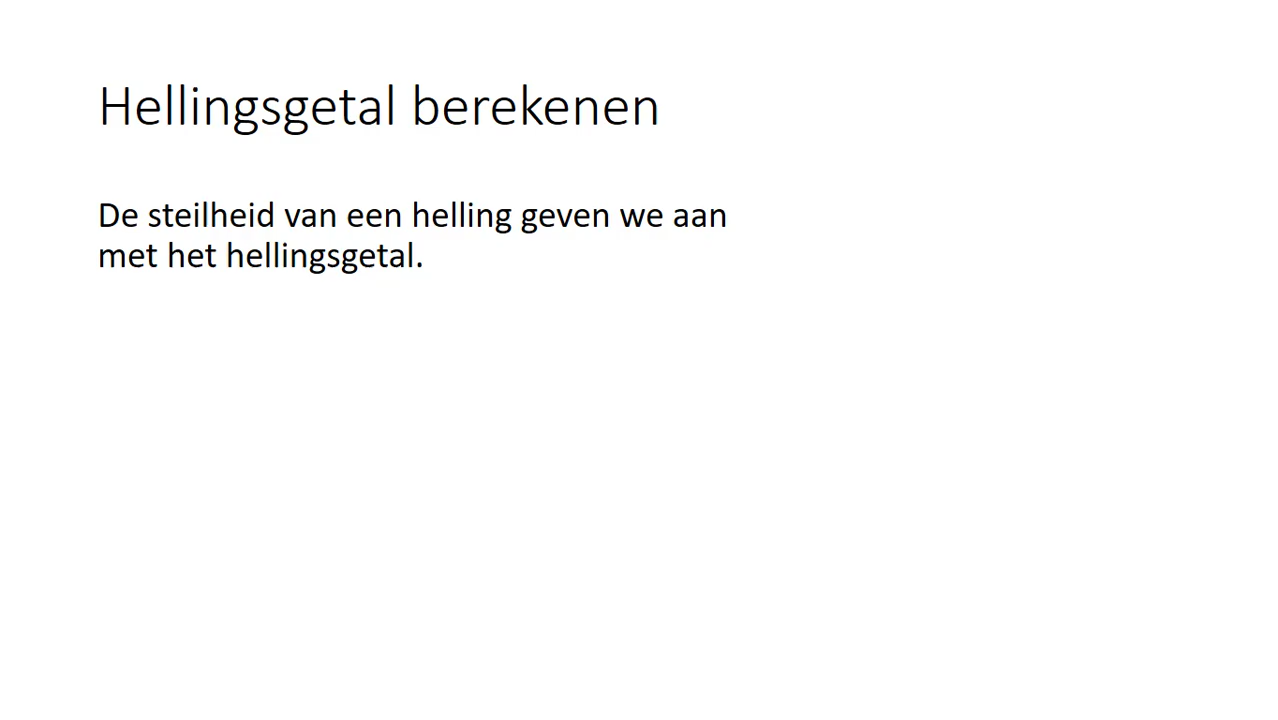 Hellingsgetal berekenen
De steilheid van een helling geven we aan
met het hellingsgetal.